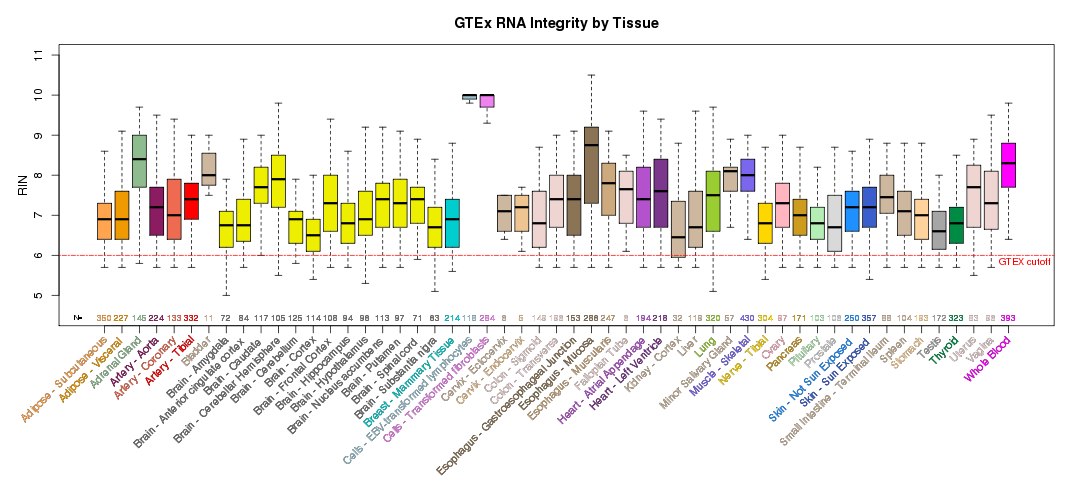 GTEx RNA Integrity by Tissue
RIN
11
10
9
8
7
6
5
GTEX cutoff
N=
350 227 145 224 133 332 11 72 84 117 105 125 114 108 94 96 113 97 71 63 214 118 284 6 5 149 196 153 286 247 6 194 218 32 119 320 57 430 304 97 171 103 106 250 357 88 104 193 172 323 83 96 393
Adipose - Subcutaneous
Adipose - Visceral
Adrenal Gland
Artery - Aorta
Artery - Coronary
Artery - Tibial
Bladder
Brain - Amygdala
Brain - Anterior cingulate cortex
Brain - Caudate
Brain - Cerebellar Hemisphere
Brain - Cerebellum
Brain - Cortex
Brain - Frontal Cortex
Brain - Hippocampus
Brain - Hypothalamus
Brain - Nucleus accumbens
Brain - Putamen
Brain - Spinal cord
Brain - Substantia nigra
Breast - Mammary Tissue
Cells - EBV-transformed lymphocytes
Cells - Transformed fibroblasts
Cervix - Ectocervix
Cervix - Endocervix
Colon - Sigmoid
Colon - Transverse
Esophagus - Gastroesophageal Junction
Esophagus - Mucosa
Esophagus - Muscularis
Fallopian Tube
Heart - Atrial Appendage
Heart - Left Ventricle
Kidney - Cortex
Liver
Lung
Minor Salivary Gland
Muscle - Skeletal
Nerve - Tibial
Ovary
Pancreas
Pituitary
Prostate
Skin - Not Sun Exposed
Skin - Sun Exposed
Small Intestine - Terminal Ileum
Spleen
Stomach
Testis
Thyroid
Uterus
Vagina
Whole Blood